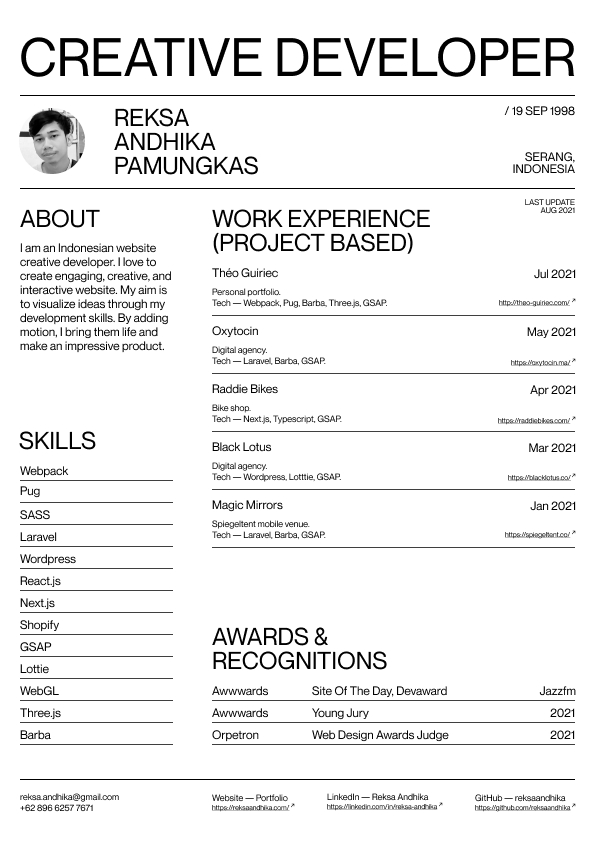 CREATIVE DEVELOPER
REKSA
ANDHIKA
PAMUNGKAS
/ 19 SEP 1998
SERANG,
INDONESIA
LAST UPDATE
AUG 2021
ABOUT
I am an Indonesian website
creative developer. I love to
create engaging, creative, and
interactive website. My aim is
to visualize ideas through my
development skills. By adding
motion, I bring them life and
make an impressive product.
SKILLS
Webpack
Pug
SASS
Laravel
Wordpress
React.js
Next.js
Shopify
GSAP
Lottie
WebGL
Three.js
Barba
WORK EXPERIENCE
(PROJECT BASED)
Théo Guiriec Jul 2021
Personal portfolio.
Tech — Webpack, Pug, Barba, Three.js, GSAP. http://theo-guiriec.com/ ↗
Oxytocin May 2021
Digital agency.
Tech — Laravel, Barba, GSAP. https://oxytocin.ma/ ↗
Raddie Bikes Apr 2021
Bike shop.
Tech — Next.js, Typescript, GSAP. https://raddiebikes.com/ ↗
Black Lotus Mar 2021
Digital agency.
Tech — Wordpress, Lotttie, GSAP. https://blacklotus.co/ ↗
Magic Mirrors Jan 2021
Spiegeltent mobile venue.
Tech — Laravel, Barba, GSAP. https://spiegeltent.co/ ↗
AWARDS &
RECOGNITIONS
Awwwards Site Of The Day, Devaward Jazzfm
Awwwards Young Jury 2021
Orpetron Web Design Awards Judge 2021
reksa.andhika@gmail.com
+62 896 6257 7671
Website — Portfolio
https://reksaandhika.com/ ↗
LinkedIn — Reksa Andhika
https://linkedin.com/in/reksa-andhika ↗
GitHub — reksaandhika
https://github.com/reksaandhika ↗